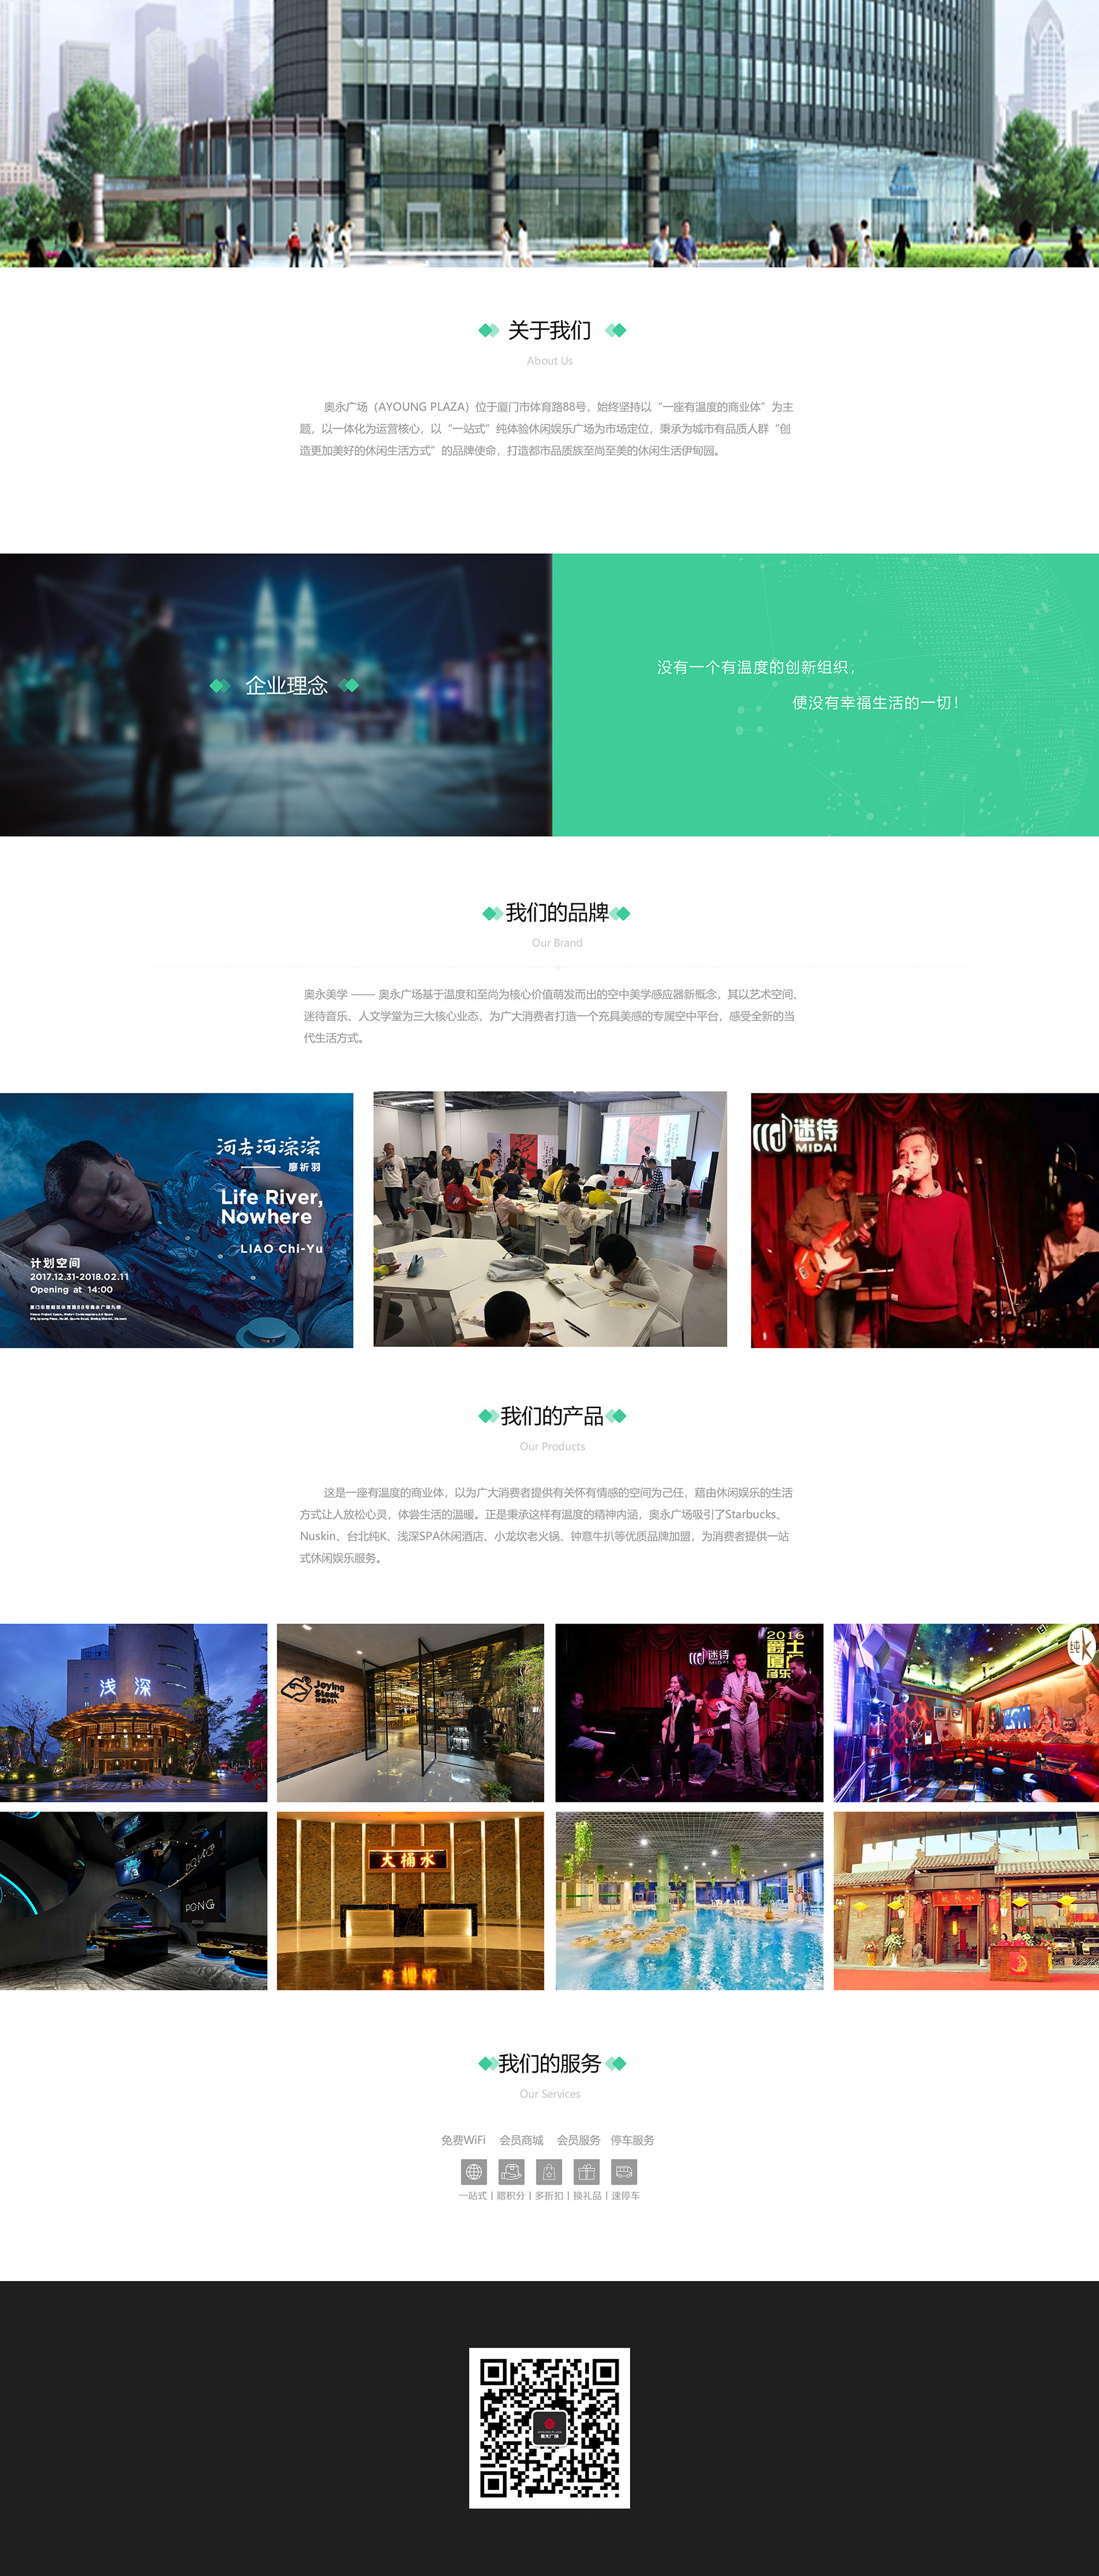 关于我们
About Us
奥永广场（AYOUNG PLAZA）位于厦门市体育路88号，始终坚持以“一座有温度的商业体”为主
题，以一体化为运营核心，以“一站式”纯体验休闲娱乐广场为市场定位，秉承为城市有品质人群“创
造更加美好的休闲生活方式”的品牌使命，打造都市品质族至尚至美的休闲生活伊甸园。
企业理念
没有一个有温度的创新组织，
便没有幸福生活的一切！
我们的品牌
Our Brand
奥永美学 —— 奥永广场基于温度和至尚为核心价值萌发而出的空中美学感应器新概念，其以艺术空间、
迷待音乐、人文学堂为三大核心业态，为广大消费者打造一个充具美感的专属空中平台，感受全新的当
代生活方式。
河去河淙淙
廖祈羽
Life River,
Nowhere
LIAO Chi-Yu
计划空间
2017.12.31-2018.02.11
Opening at 14:00
迷待
MIDAI
我们的产品
Our Products
这是一座有温度的商业体，以为广大消费者提供有关怀有情感的空间为己任，藉由休闲娱乐的生活
方式让人放松心灵，体尝生活的温暖。正是秉承这样有温度的精神内涵，奥永广场吸引了Starbucks、
Nuskin、台北纯K、浅深SPA休闲酒店、小龙坎老火锅、钟意牛扒等优质品牌加盟，为消费者提供一站
式休闲娱乐服务。
浅深
Joying
Steak
迷待
MIDAI
2016
爵士
厦门
音乐
纯K
PONG
PONG
大桶水
我们的服务
Our Services
免费WiFi 会员商城 会员服务 停车服务
一站式 | 赠积分 | 多折扣 | 换礼品 | 速停车
AYOUNG PLAZA
奥永广场